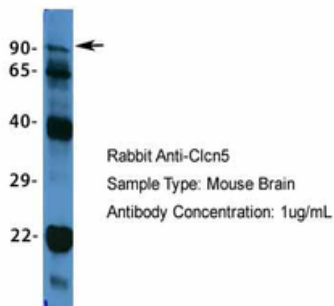 90-
65-
40-
Rabbit Anti-Clcn5
29-
Sample Type: Mouse Brain
Antibody Concentration: 1ug/mL
22-